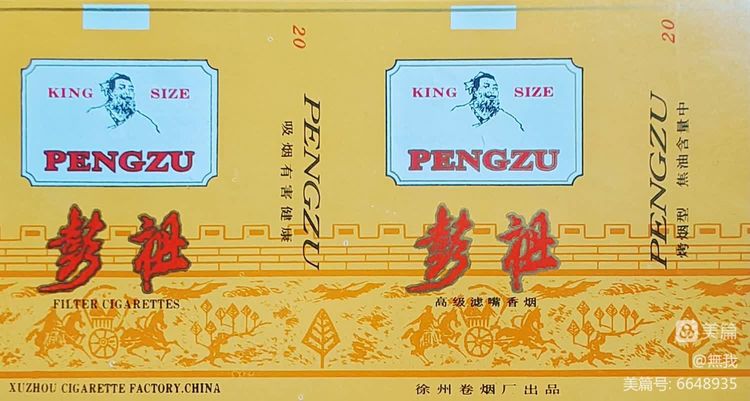 KING SIZE
PENGZU
彭祖
FILTER CIGARETTES
XUZHOU CIGARETTE FACTORY,CHINA
20
PENGZU
吸烟有害健康
KING SIZE
PENGZU
彭祖
高级滤嘴香烟
徐州卷烟厂出品
20
PENGZU
烤烟型 焦油含量中
美篇
@無我
美篇号: 6648935